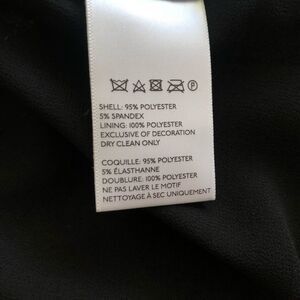 SHELL: 95% POLYESTER
5% SPANDEX
LINING: 100% POLYESTER
EXCLUSIVE OF DECORATION
DRY CLEAN ONLY
COQUILLE: 95% POLYESTER
5% ÉLASTHANNE
DOUBLURE: 100% POLYESTER
NE PAS LAVER LE MOTIF
NETTOYAGE À SEC UNIQUEMENT